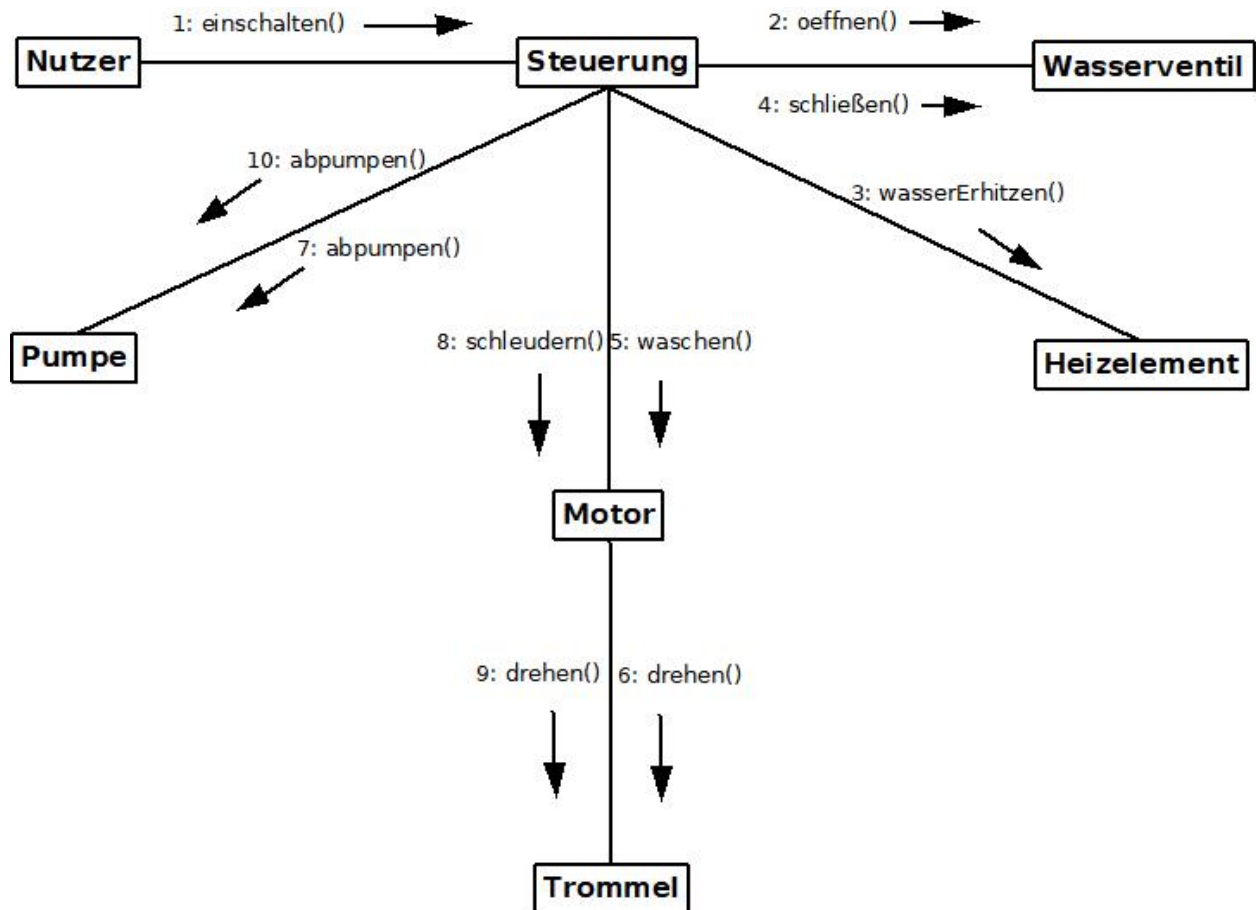 1: einschalten()
2: oeffnen()
Nutzer
Steuerung
Wasserventil
4: schließen()
10: abpumpen()
3: wasserErhitzen()
7: abpumpen()
8: schleudern()
5: waschen()
Pumpe
Heizelement
Motor
9: drehen()
6: drehen()
Trommel